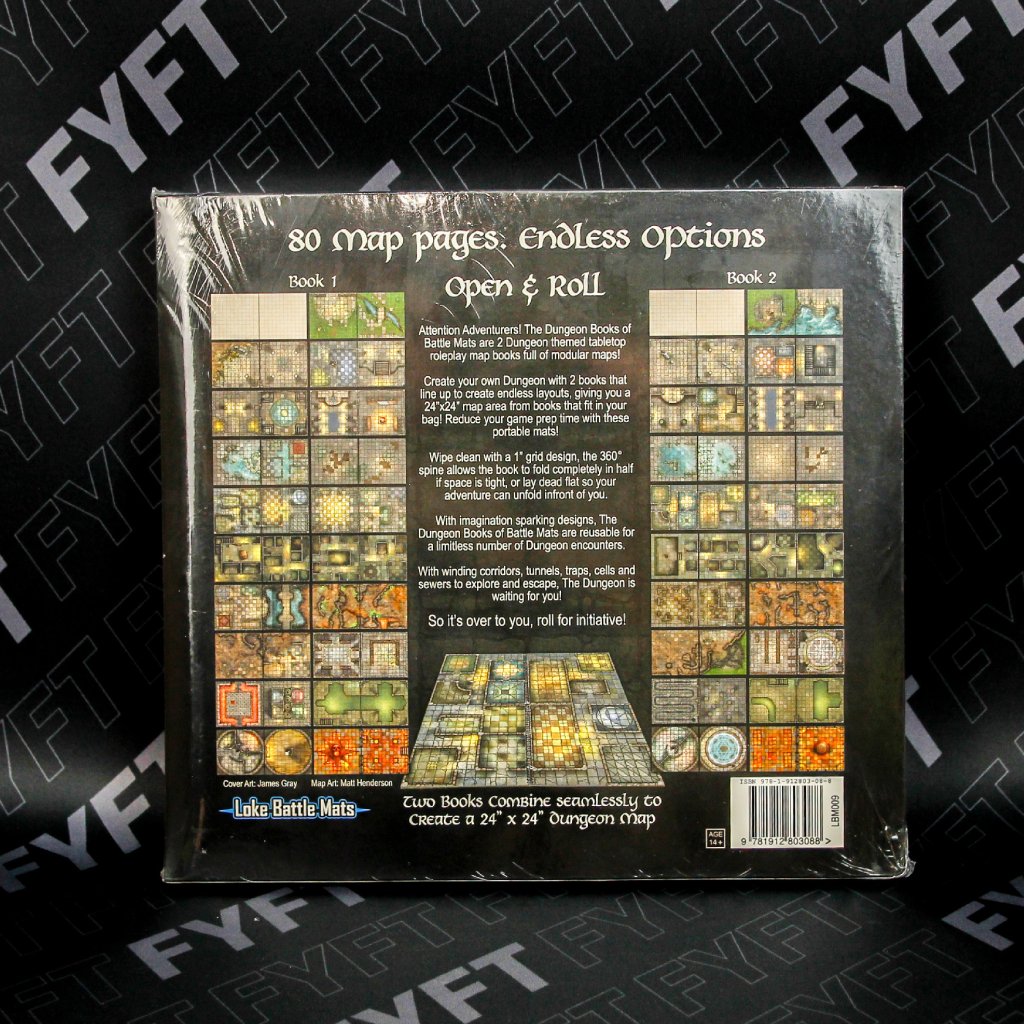 FYFT
80 Map pages. Endless Options
Book 1
Open & Roll
Book 2
Attention Adventurers! The Dungeon Books of
Battle Mats are 2 Dungeon themed tabletop
roleplay map books full of modular maps!
Create your own Dungeon with 2 books that
line up to create endless layouts, giving you a
24"x24" map area from books that fit in your
bag! Reduce your game prep time with these
portable mats!
Wipe clean with a 1" grid design, the 360°
spine allows the book to fold completely in half
if space is tight, or lay dead flat so your
adventure can unfold infront of you.
With imagination sparking designs, The
Dungeon Books of Battle Mats are reusable for
a limitless number of Dungeon encounters.
With winding corridors, tunnels, traps, cells and
sewers to explore and escape, The Dungeon is
waiting for you!
So it's over to you, roll for initiative!
Cover Art: James Gray Map Art: Matt Henderson
Loke Battle Mats
Two Books Combine seamlessly to
Create a 24" x 24" Dungeon Map
AGE
14+
ISBN 978-1-912803-08-8
9 781912 803088 >
LBM009